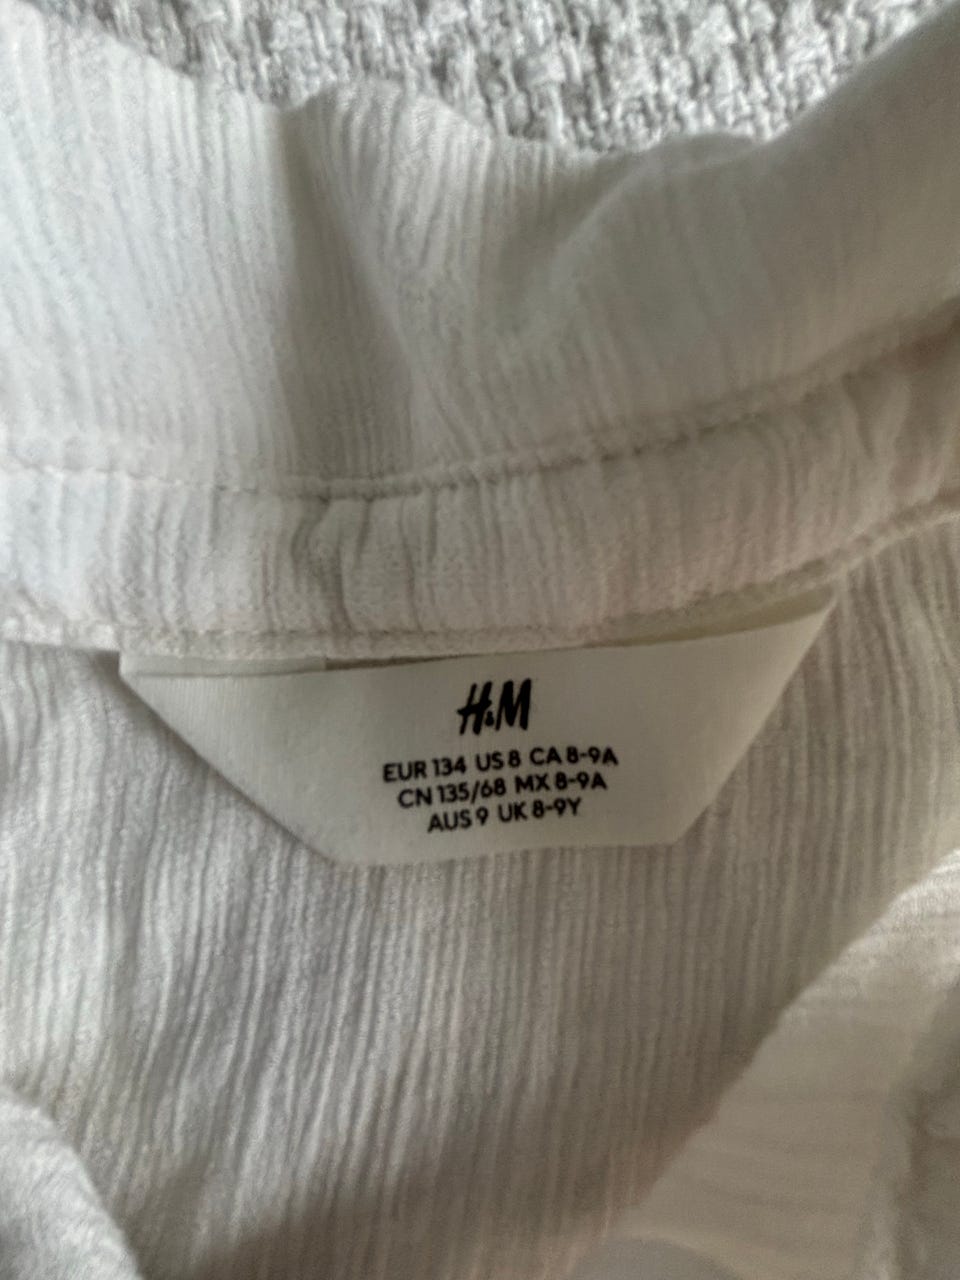 H&M
EUR 134 US 8 CA 8-9A
CN 135/68 MX 8-9A
AUS 9 UK 8-9Y